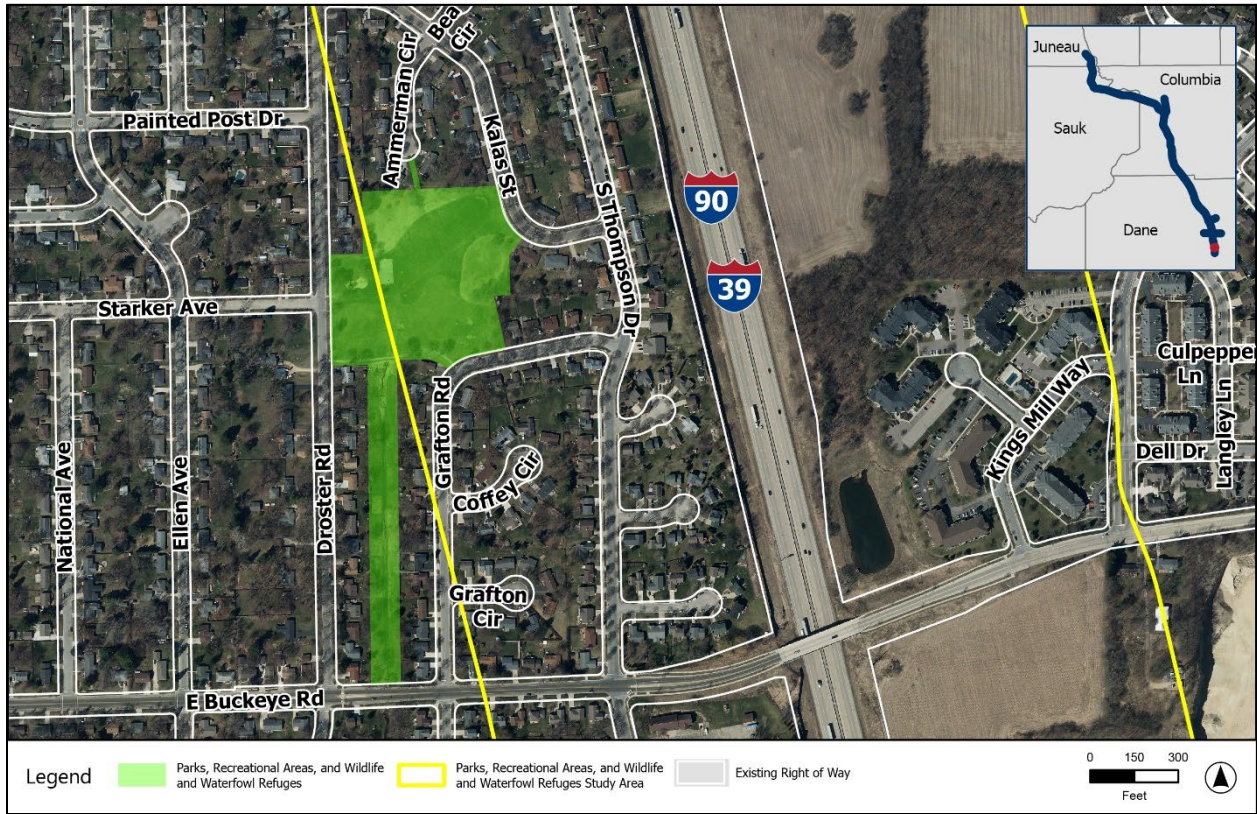 Juneau
Columbia
Sauk
Dane
Painted Post Dr
Ammerman Cir
Bea
Cir
Kalas St
S Thompson Dr
90
39
Starker Ave
National Ave
Ellen Ave
Droster Rd
Grafton Rd
Coffey Cir
Grafton
Cir
Kings Mill Way
Culpepper
Ln
Langley Ln
Dell Dr
E Buckeye Rd
Legend
Parks, Recreational Areas, and Wildlife
and Waterfowl Refuges
Parks, Recreational Areas, and Wildlife
and Waterfowl Refuges Study Area
Existing Right of Way
0 150 300
Feet